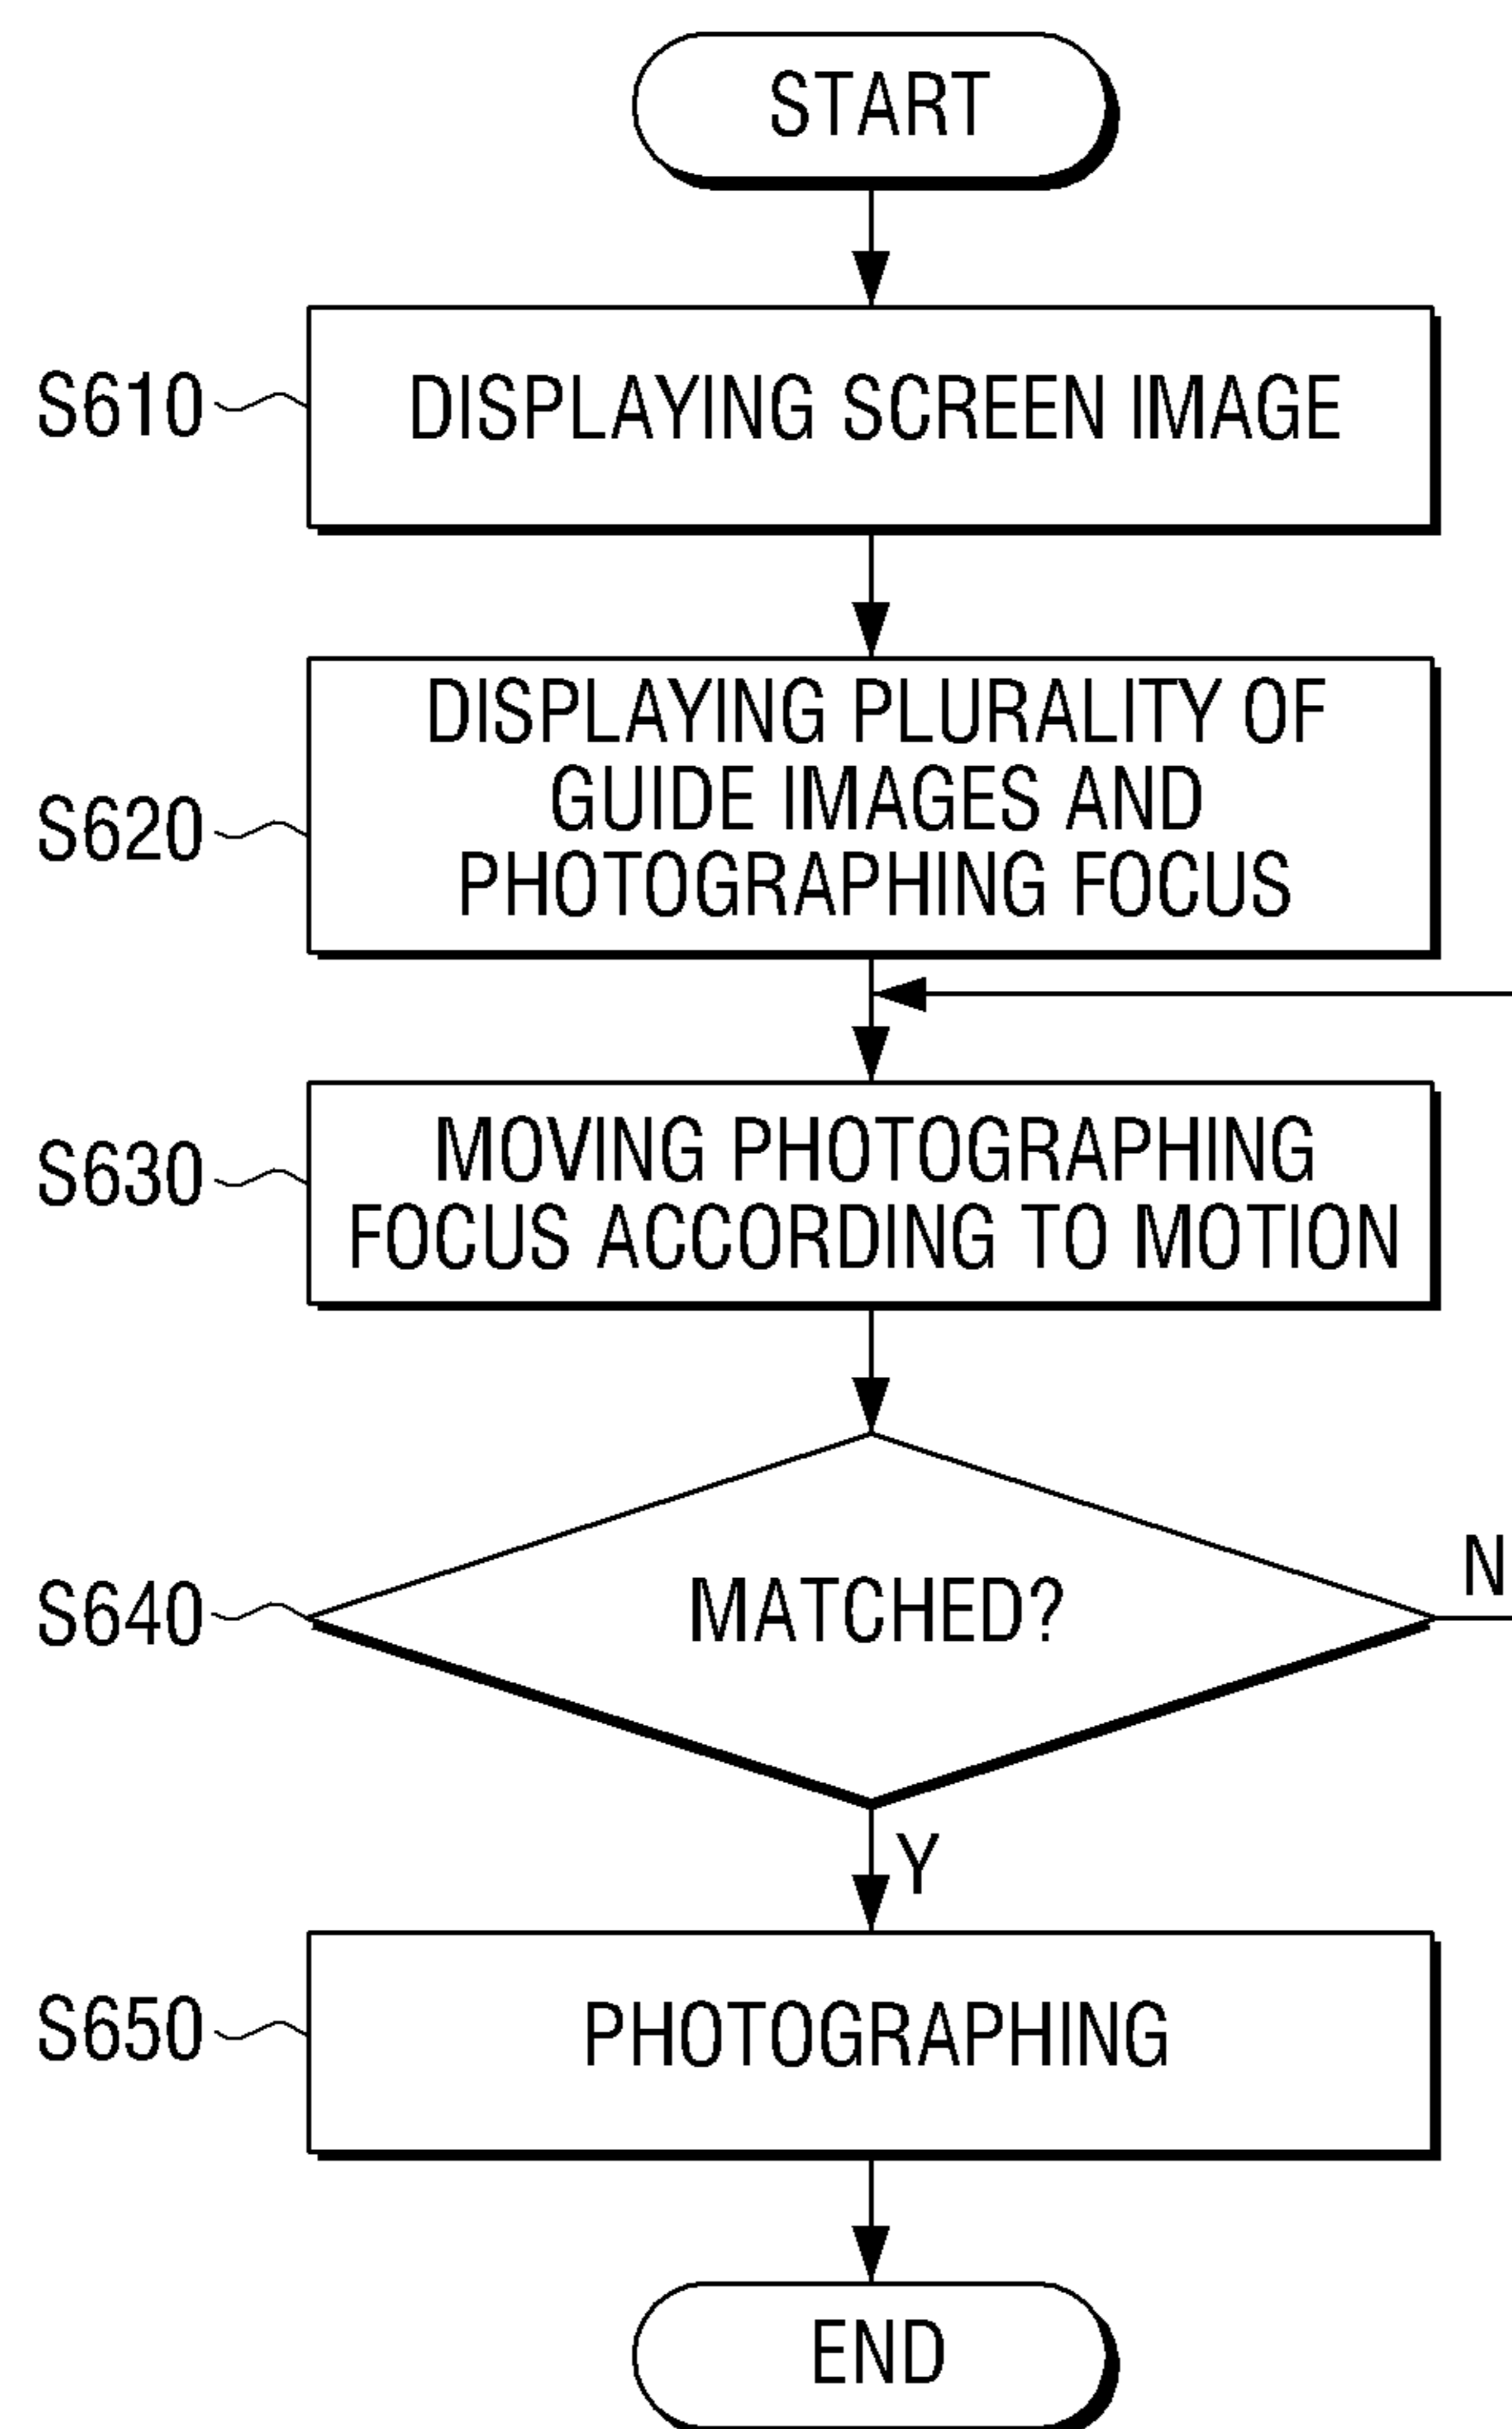 START
S610
DISPLAYING SCREEN IMAGE
S620
DISPLAYING PLURALITY OF
GUIDE IMAGES AND
PHOTOGRAPHING FOCUS
S630
MOVING PHOTOGRAPHING
FOCUS ACCORDING TO MOTION
S640
MATCHED?
N
Y
S650
PHOTOGRAPHING
END